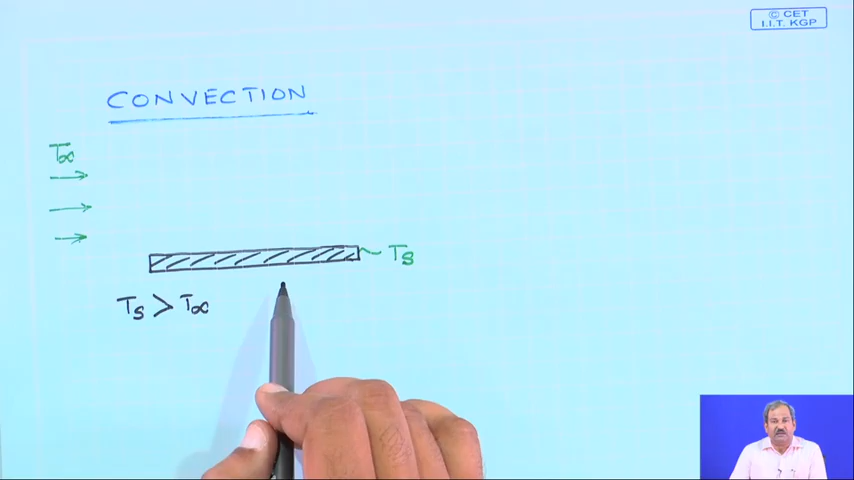 © CET
I.I.T. KGP
CONVECTION
T∞
Ts
Ts > T∞